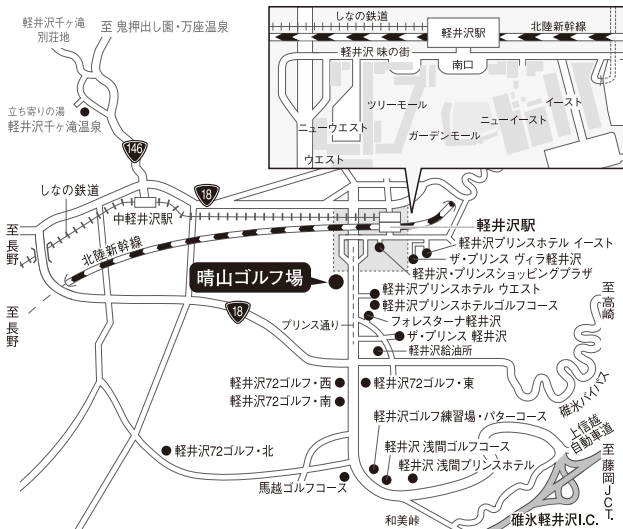 軽井沢千ヶ滝
別荘地
至 鬼押出し園・万座温泉
立ち寄りの湯
軽井沢千ヶ滝温泉
146
しなの鉄道
軽井沢駅
北陸新幹線
軽井沢 味の街
南口
ツリーモール
イースト
ニューウエスト
ニューイースト
ガーデンモール
ウエスト
しなの鉄道
18
中軽井沢駅
至長野
北陸新幹線
軽井沢駅
軽井沢プリンスホテル イースト
ザ・プリンス ヴィラ軽井沢
軽井沢・プリンスショッピングプラザ
晴山ゴルフ場
至長野
軽井沢プリンスホテル ウエスト
軽井沢プリンスホテルゴルフコース
至高崎
18
プリンス通り
フォレスターナ軽井沢
ザ・プリンス 軽井沢
軽井沢給油所
軽井沢72ゴルフ・西
軽井沢72ゴルフ・東
軽井沢72ゴルフ・南
碓氷バイパス
軽井沢ゴルフ練習場・パターコース
上信越
自動車道
軽井沢72ゴルフ・北
軽井沢 浅間ゴルフコース
軽井沢 浅間プリンスホテル
至藤岡J.C.T.
馬越ゴルフコース
和美峠
碓氷軽井沢I.C.